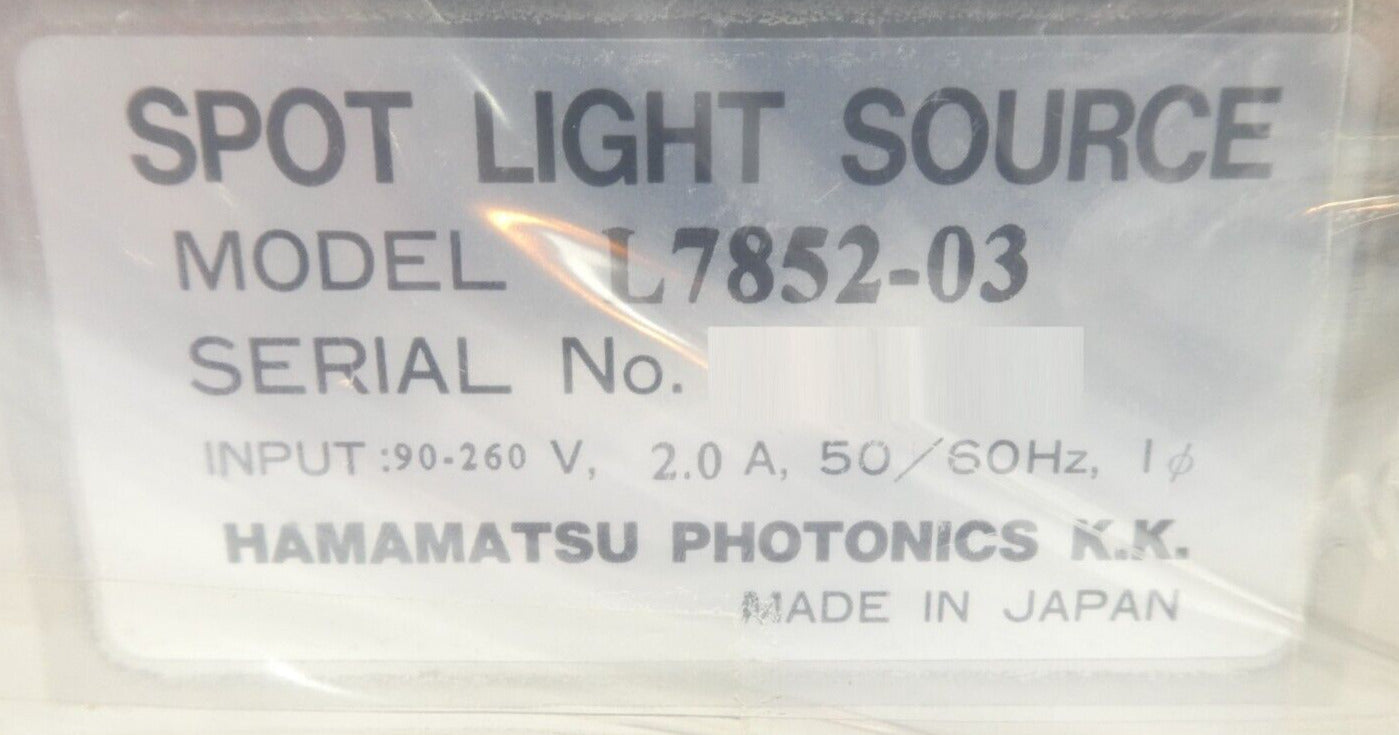 SPOT LIGHT SOURCE
MODEL L7852-03
SERIAL No.
INPUT :90-260 V, 2.0 A, 50/60Hz, 1ϕ
HAMAMATSU PHOTONICS K.K.
MADE IN JAPAN